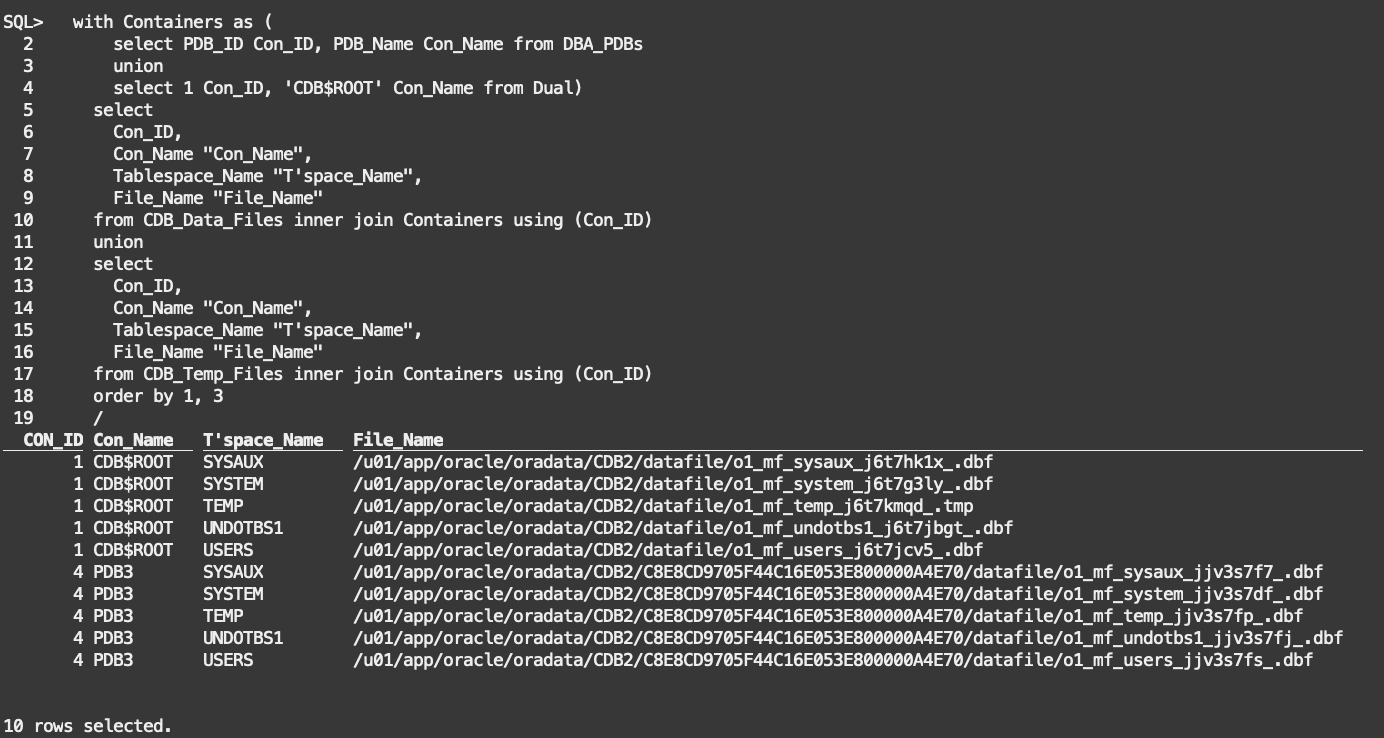 SQL>   with Containers as (
  2        select PDB_ID Con_ID, PDB_Name Con_Name from DBA_PDBs
  3        union
  4        select 1 Con_ID, 'CDB$ROOT' Con_Name from Dual)
  5      select
  6        Con_ID,
  7        Con_Name "Con_Name",
  8        Tablespace_Name "T'space_Name",
  9        File_Name "File_Name"
 10      from CDB_Data_Files inner join Containers using (Con_ID)
 11      union
 12      select
 13        Con_ID,
 14        Con_Name "Con_Name",
 15        Tablespace_Name "T'space_Name",
 16        File_Name "File_Name"
 17      from CDB_Temp_Files inner join Containers using (Con_ID)
 18      order by 1, 3
 19      /
  CON_ID Con_Name   T'space_Name   File_Name
       1 CDB$ROOT   SYSAUX         /u01/app/oracle/oradata/CDB2/datafile/o1_mf_sysaux_j6t7hk1x_.dbf
       1 CDB$ROOT   SYSTEM         /u01/app/oracle/oradata/CDB2/datafile/o1_mf_system_j6t7g3ly_.dbf
       1 CDB$ROOT   TEMP           /u01/app/oracle/oradata/CDB2/datafile/o1_mf_temp_j6t7kmqd_.tmp
       1 CDB$ROOT   UNDOTBS1       /u01/app/oracle/oradata/CDB2/datafile/o1_mf_undotbs1_j6t7jbgt_.dbf
       1 CDB$ROOT   USERS          /u01/app/oracle/oradata/CDB2/datafile/o1_mf_users_j6t7jcv5_.dbf
       4 PDB3       SYSAUX         /u01/app/oracle/oradata/CDB2/C8E8CD9705F44C16E053E800000A4E70/datafile/o1_mf_sysaux_jjv3s7f7_.dbf
       4 PDB3       SYSTEM         /u01/app/oracle/oradata/CDB2/C8E8CD9705F44C16E053E800000A4E70/datafile/o1_mf_system_jjv3s7df_.dbf
       4 PDB3       TEMP           /u01/app/oracle/oradata/CDB2/C8E8CD9705F44C16E053E800000A4E70/datafile/o1_mf_temp_jjv3s7fp_.dbf
       4 PDB3       UNDOTBS1       /u01/app/oracle/oradata/CDB2/C8E8CD9705F44C16E053E800000A4E70/datafile/o1_mf_undotbs1_jjv3s7fj_.dbf
       4 PDB3       USERS          /u01/app/oracle/oradata/CDB2/C8E8CD9705F44C16E053E800000A4E70/datafile/o1_mf_users_jjv3s7fs_.dbf
10 rows selected.